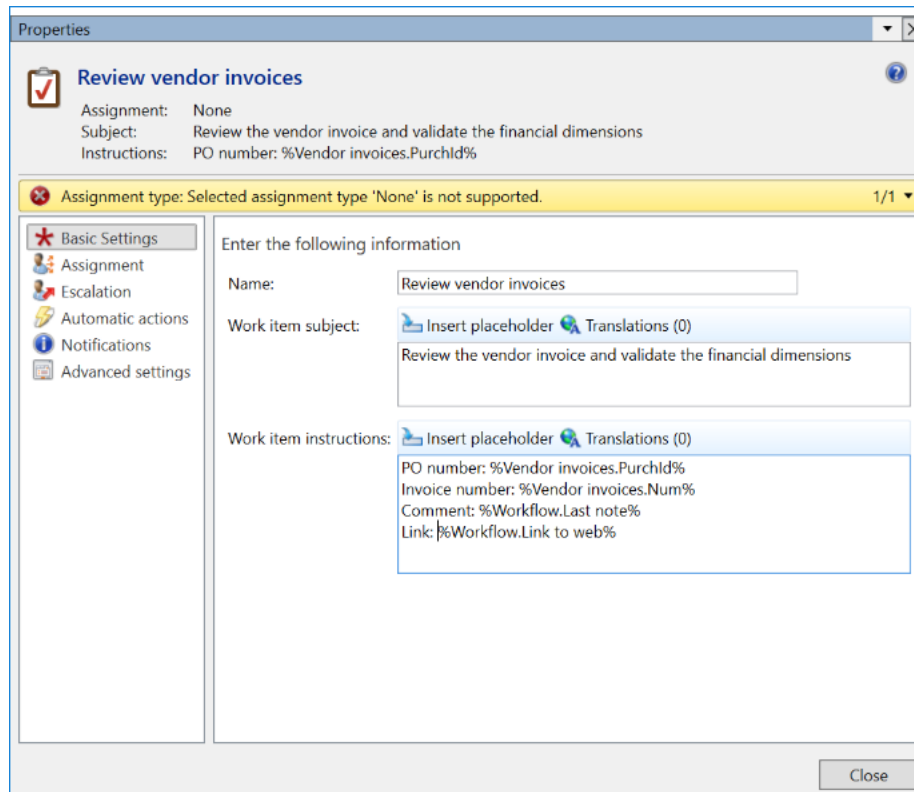 Properties
Review vendor invoices
Assignment: None
Subject: Review the vendor invoice and validate the financial dimensions
Instructions: PO number: %Vendor invoices.PurchId%
Assignment type: Selected assignment type 'None' is not supported. 1/1
Basic Settings
Assignment
Escalation
Automatic actions
Notifications
Advanced settings
Enter the following information
Name: Review vendor invoices
Work item subject: Insert placeholder Translations (0)
Review the vendor invoice and validate the financial dimensions
Work item instructions: Insert placeholder Translations (0)
PO number: %Vendor invoices.PurchId%
Invoice number: %Vendor invoices.Num%
Comment: %Workflow.Last note%
Link: %Workflow.Link to web%
Close